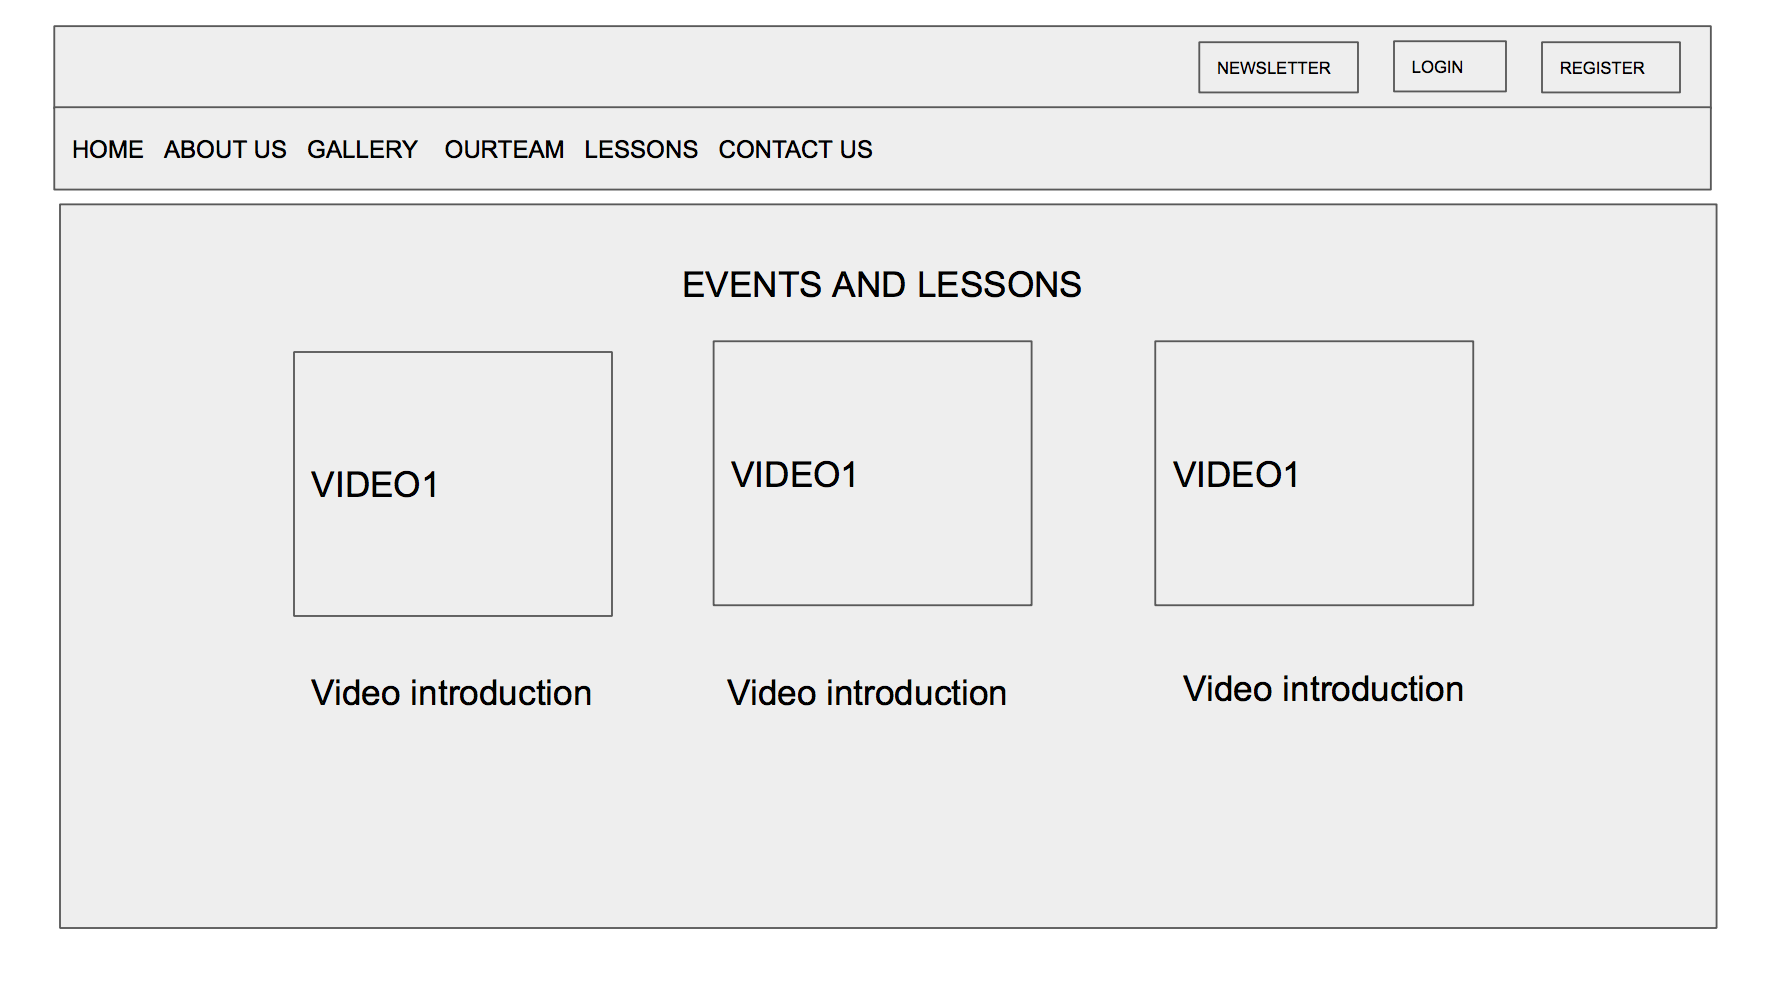 NEWSLETTER LOGIN REGISTER
HOME ABOUT US GALLERY OURTEAM LESSONS CONTACT US
EVENTS AND LESSONS
VIDEO1 VIDEO1 VIDEO1
Video introduction Video introduction Video introduction